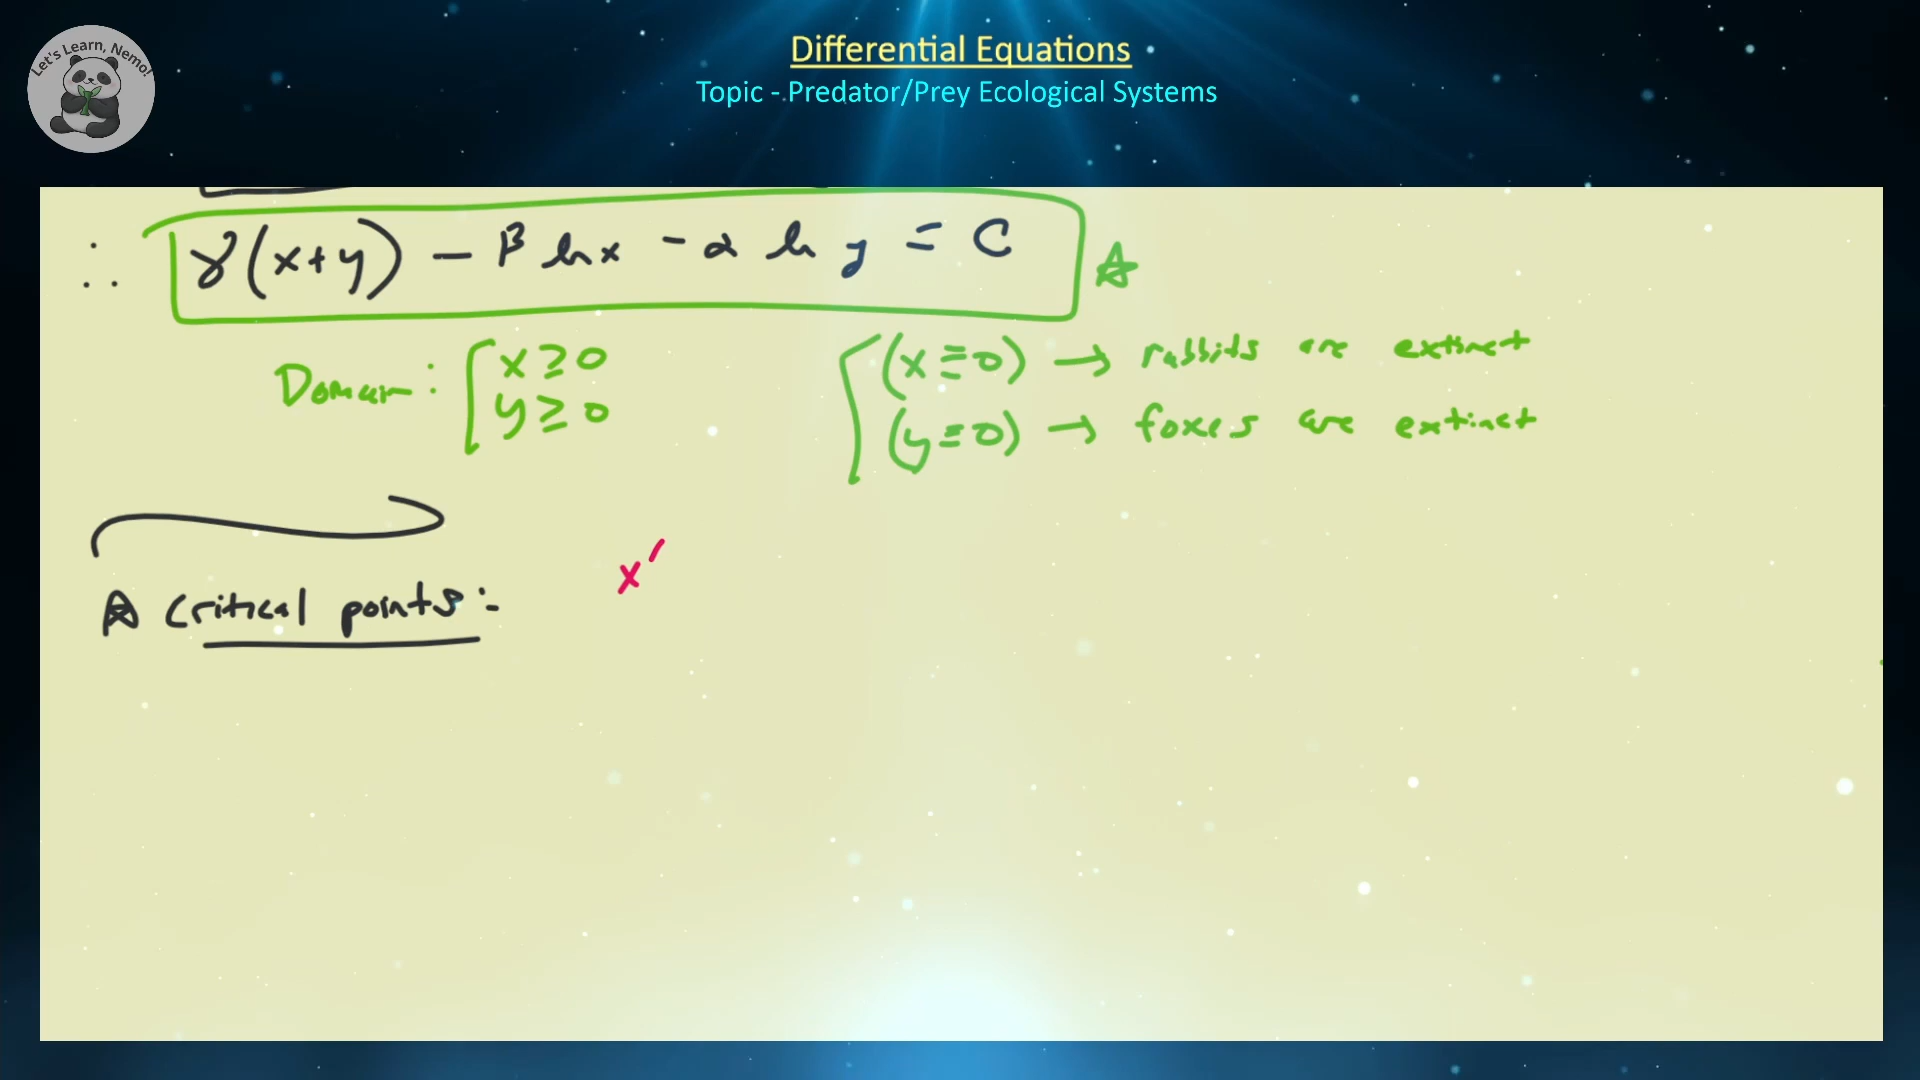 Let's Learn, Nemo!
Differential Equations
Topic - Predator/Prey Ecological Systems
∴ γ(x+y) - β ln x - α ln y = C
Domain: { x ≥ 0
y ≥ 0
(x ≡ 0) → rabbits are extinct
(y ≡ 0) → foxes are extinct
x′
☆ Critical points :-